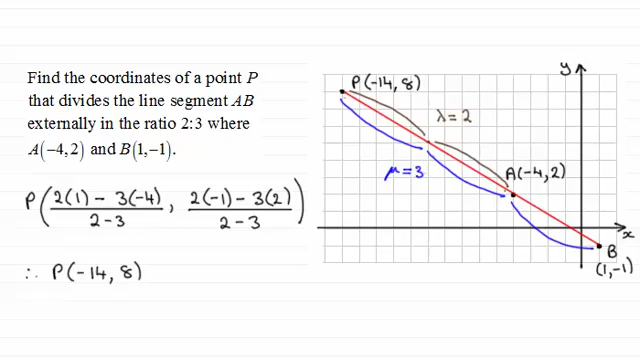 Find the coordinates of a point P
that divides the line segment AB
externally in the ratio 2:3 where
A(−4,2) and B(1,−1).
P(2(1) − 3(−4)/2−3, 2(−1) − 3(2)/2−3)
∴ P(−14, 8)
y
P(−14, 8)
λ = 2
μ = 3
A(−4, 2)
x
B
(1,−1)